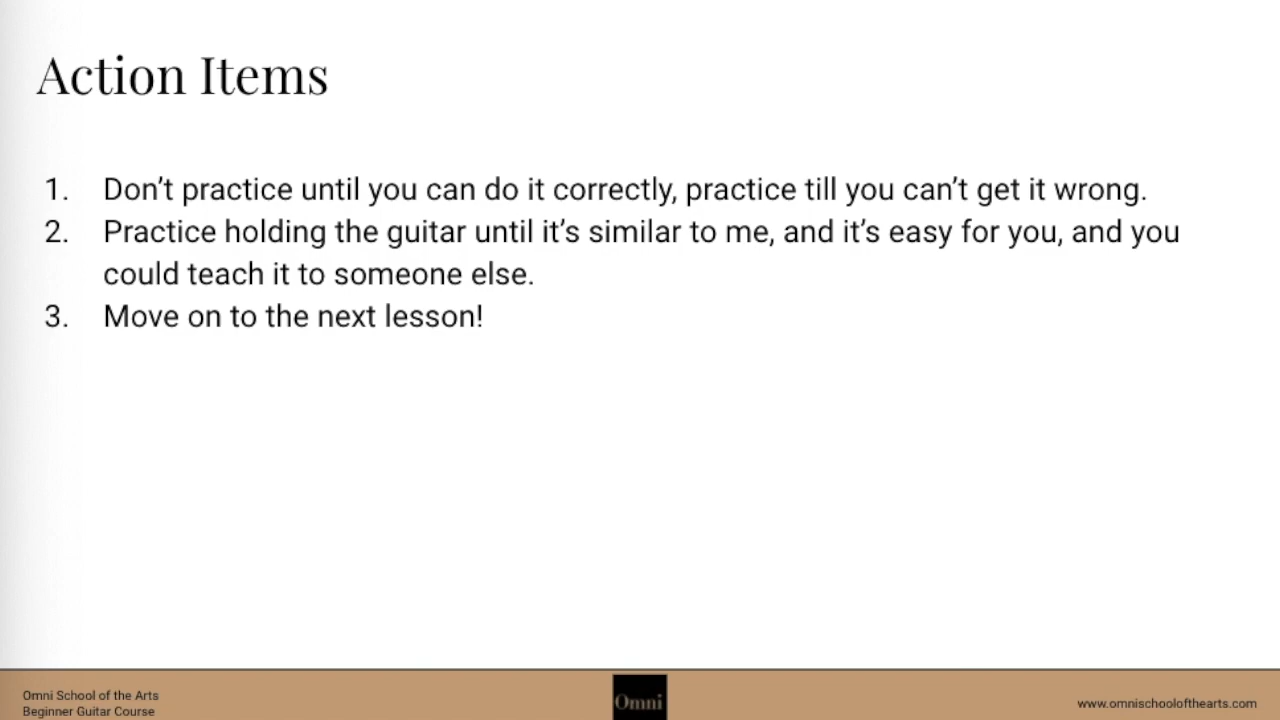 Action Items
1. Don’t practice until you can do it correctly, practice till you can’t get it wrong.
2. Practice holding the guitar until it’s similar to me, and it’s easy for you, and you
could teach it to someone else.
3. Move on to the next lesson!
Omni School of the Arts
Beginner Guitar Course
Omni
www.omnischoolofthearts.com